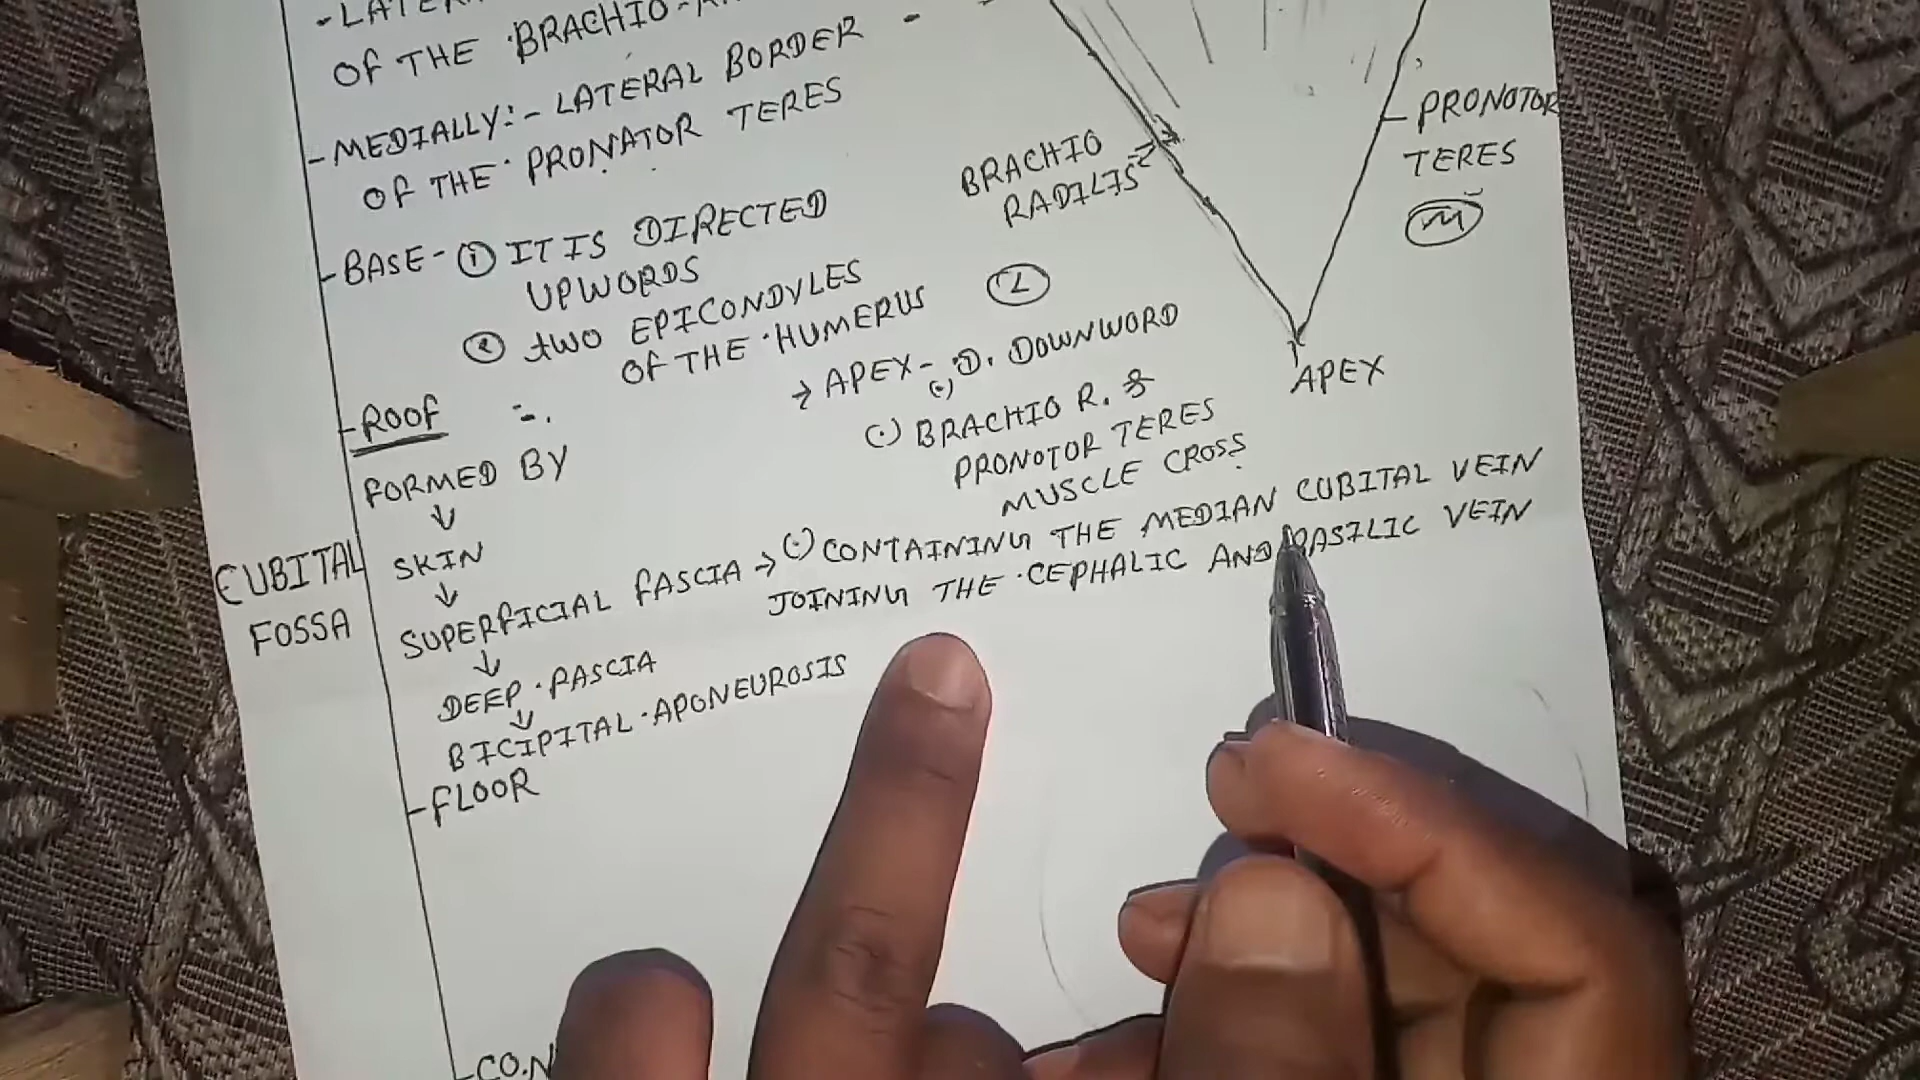 - LATERA
OF THE BRACHIO-
- MEDIALLY:- LATERAL BORDER -
OF THE PRONATOR TERES
- BASE - ① IT IS DIRECTED
UPWORDS
② TWO EPICONDYLES
OF THE HUMERUS
→ APEX - D. DOWNWORD
(.) BRACHIO R. &
PRONOTOR TERES
MUSCLE CROSS
BRACHIO
RADILIS
L
PRONOTOR
TERES
M
APEX
- ROOF :-
FORMED BY
↓
SKIN
↓
SUPERFICIAL FASCIA → (.) CONTAINING THE MEDIAN CUBITAL VEIN
JOINING THE CEPHALIC AND BASILIC VEIN
↓
DEEP FASCIA
↓
BICIPITAL APONEUROSIS
CUBITAL
FOSSA
- FLOOR
- CO.N